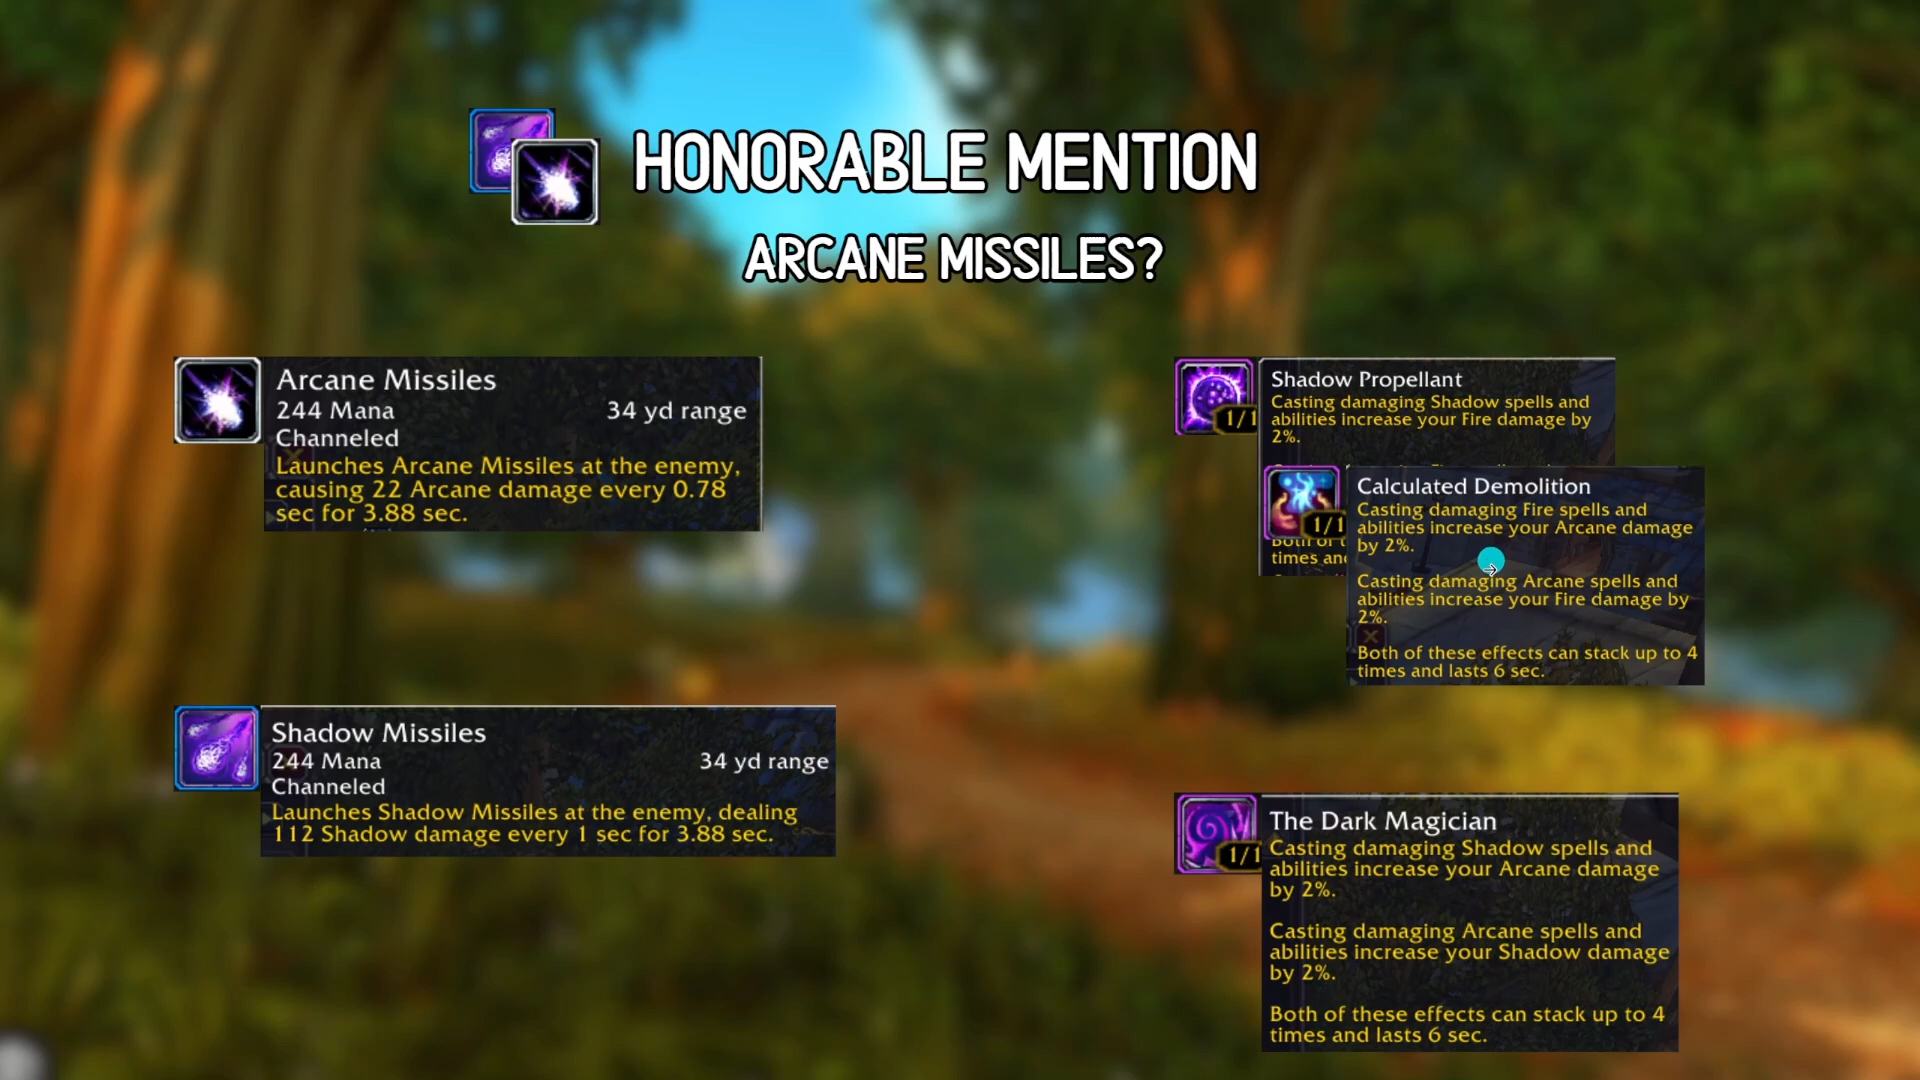 HONORABLE MENTION
ARCANE MISSILES?
Arcane Missiles
244 Mana 34 yd range
Channeled
Launches Arcane Missiles at the enemy,
causing 22 Arcane damage every 0.78
sec for 3.88 sec.
Shadow Missiles
244 Mana 34 yd range
Channeled
Launches Shadow Missiles at the enemy, dealing
112 Shadow damage every 1 sec for 3.88 sec.
1/1
Shadow Propellant
Casting damaging Shadow spells and
abilities increase your Fire damage by
2%.
Both of
times and
1/1
Calculated Demolition
Casting damaging Fire spells and
abilities increase your Arcane damage
by 2%.
Casting damaging Arcane spells and
abilities increase your Fire damage by
2%.
Both of these effects can stack up to 4
times and lasts 6 sec.
1/1
The Dark Magician
Casting damaging Shadow spells and
abilities increase your Arcane damage
by 2%.
Casting damaging Arcane spells and
abilities increase your Shadow damage
by 2%.
Both of these effects can stack up to 4
times and lasts 6 sec.